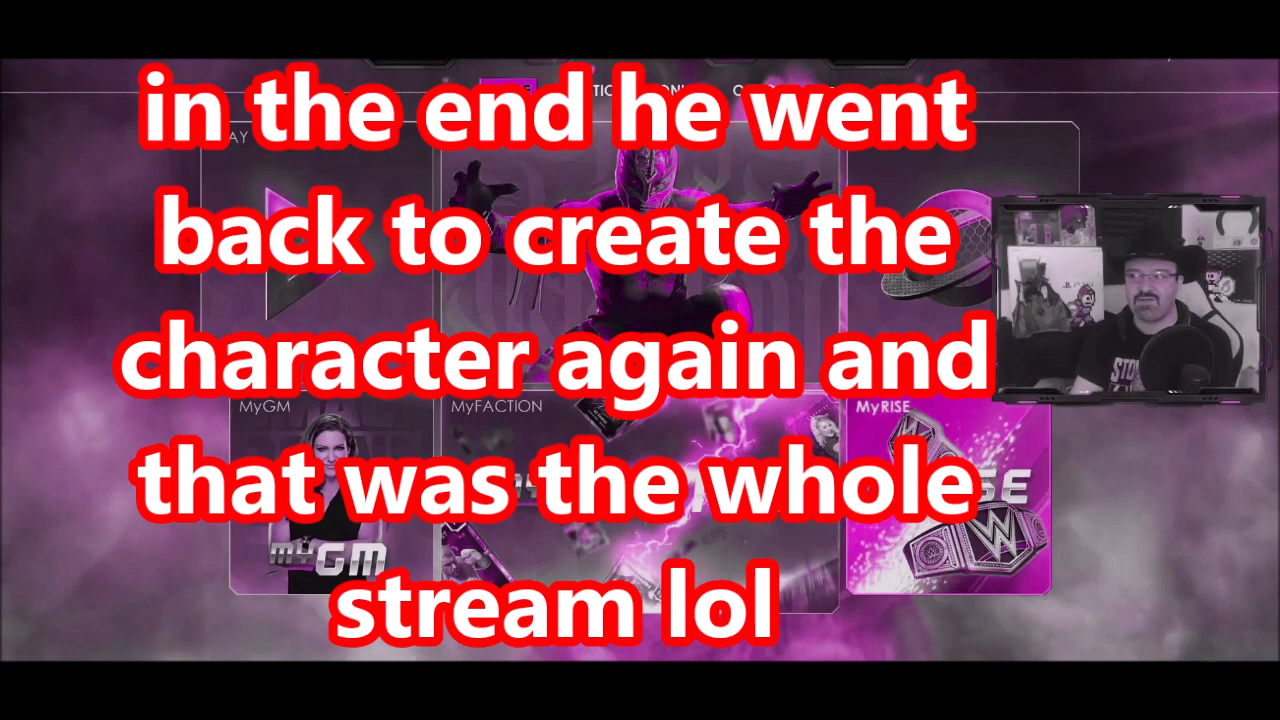 in the end he went
back to create the
character again and
that was the whole
stream lol
MyGM
MyFACTION
MyRISE
MYGM
W